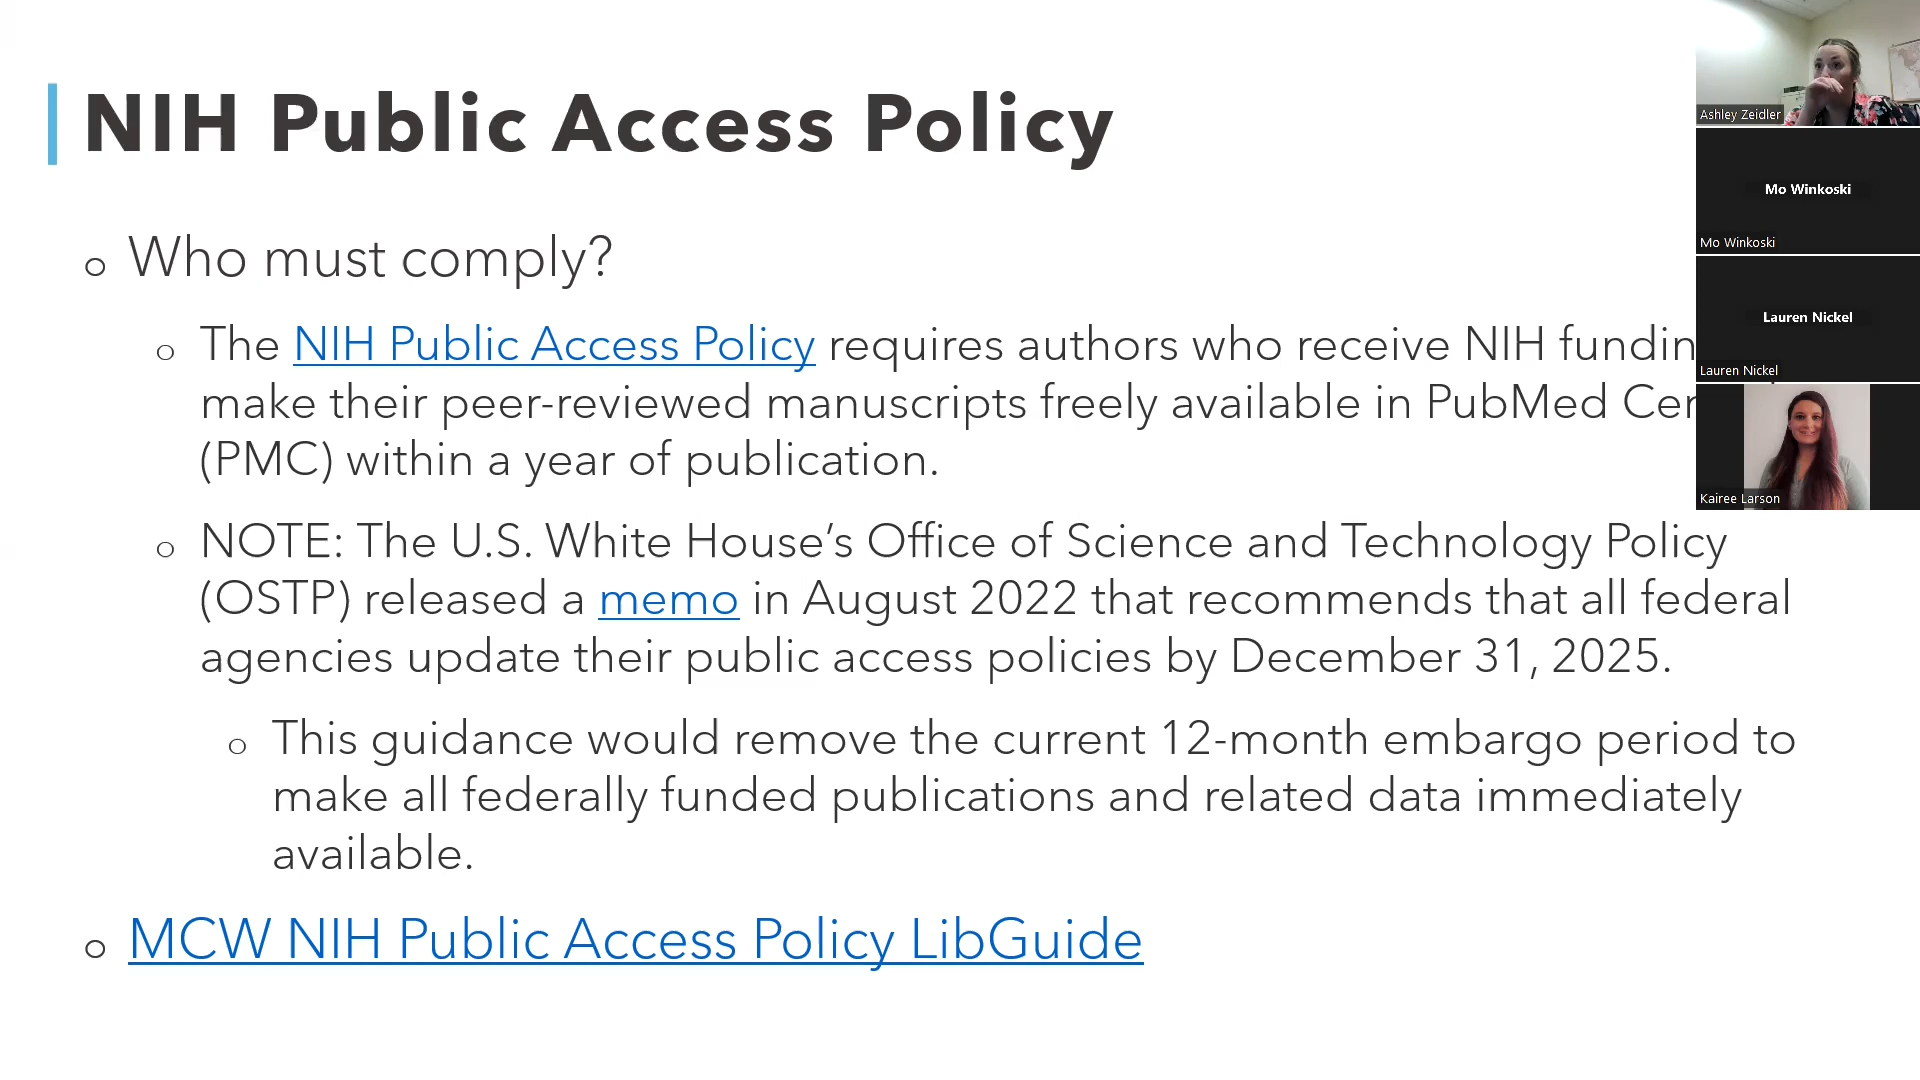 NIH Public Access Policy
o Who must comply?
o The NIH Public Access Policy requires authors who receive NIH fundin
make their peer-reviewed manuscripts freely available in PubMed Cen
(PMC) within a year of publication.
o NOTE: The U.S. White House’s Office of Science and Technology Policy
(OSTP) released a memo in August 2022 that recommends that all federal
agencies update their public access policies by December 31, 2025.
o This guidance would remove the current 12-month embargo period to
make all federally funded publications and related data immediately
available.
o MCW NIH Public Access Policy LibGuide
Ashley Zeidler
Mo Winkoski
Mo Winkoski
Lauren Nickel
Lauren Nickel
Kairee Larson